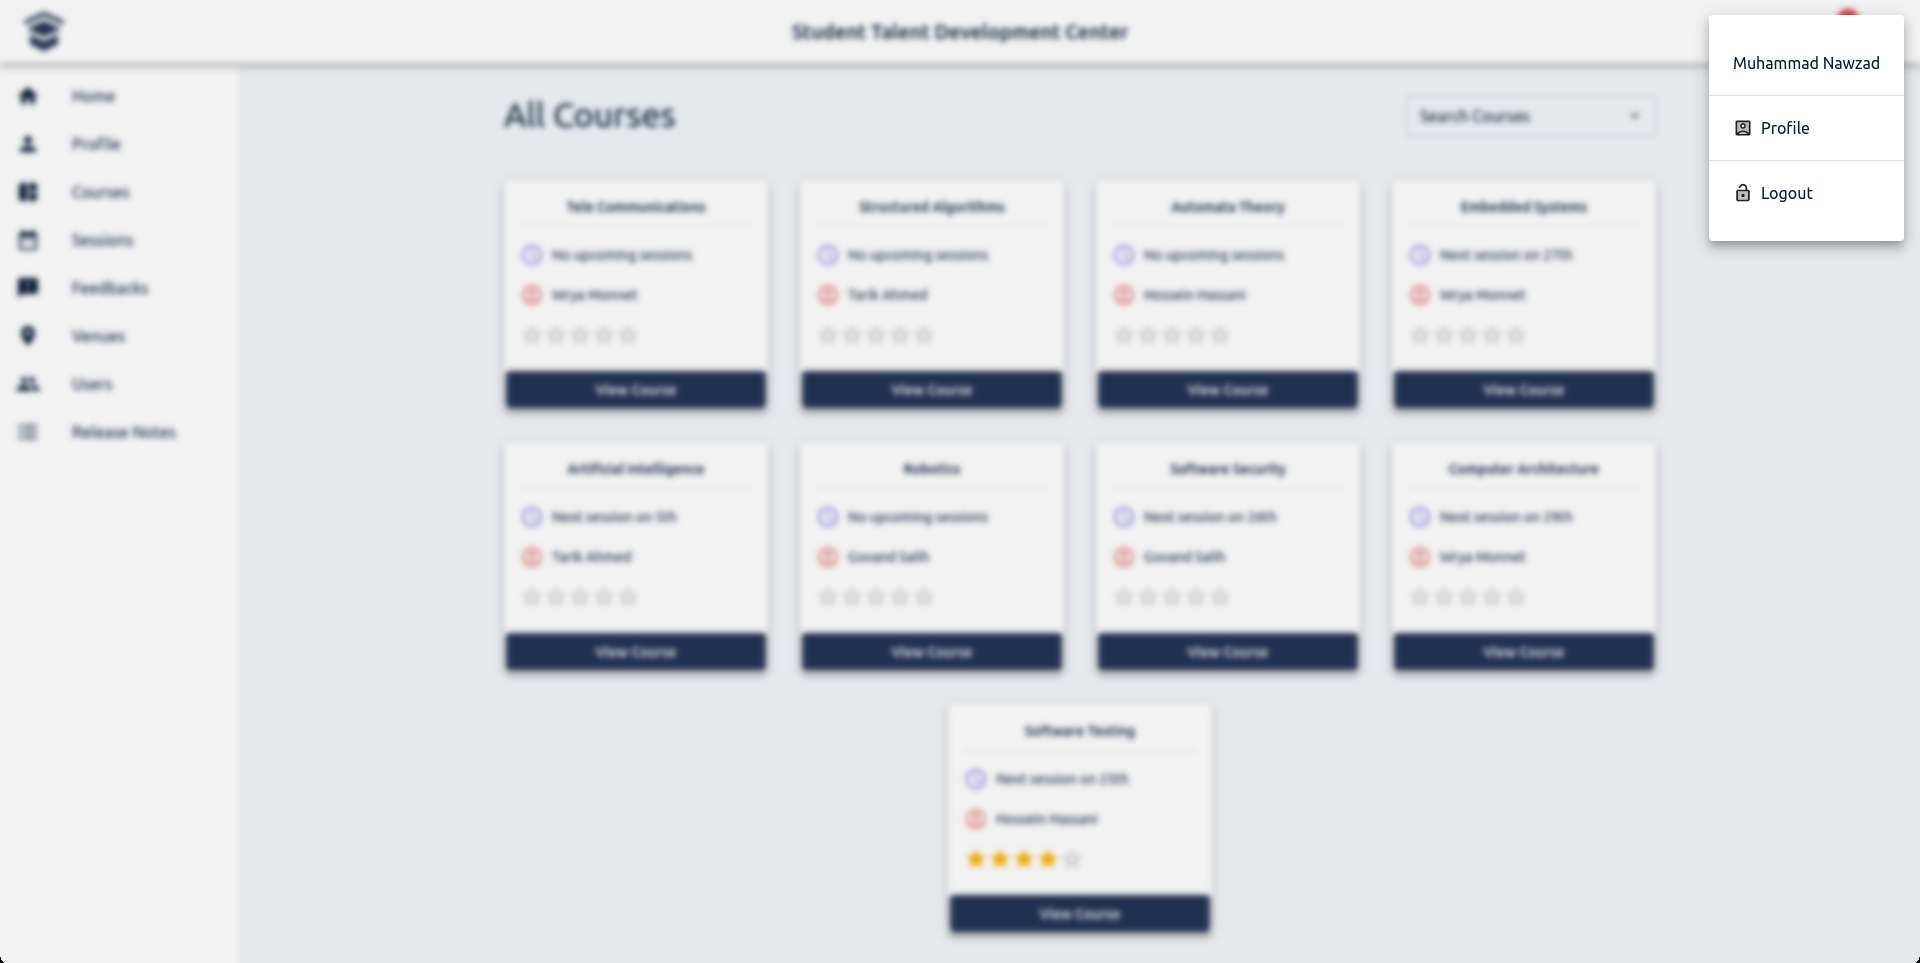 Student Talent Development Center
Muhammad Nawzad
Profile
Logout
Home
Profile
Courses
Sessions
Feedbacks
Venues
Users
Release Notes
All Courses
Search Courses
Tele Communications
No upcoming sessions
Wrya Monnet
View Course
Structured Algorithms
No upcoming sessions
Tarik Ahmed
View Course
Automata Theory
No upcoming sessions
Hossein Hassani
View Course
Embedded Systems
Next session on 27th
Wrya Monnet
View Course
Artificial Intelligence
Next session on 5th
Tarik Ahmed
View Course
Robotics
No upcoming sessions
Govand Salih
View Course
Software Security
Next session on 26th
Govand Salih
View Course
Computer Architecture
Next session on 29th
Wrya Monnet
View Course
Software Testing
Next session on 25th
Hossein Hassani
View Course